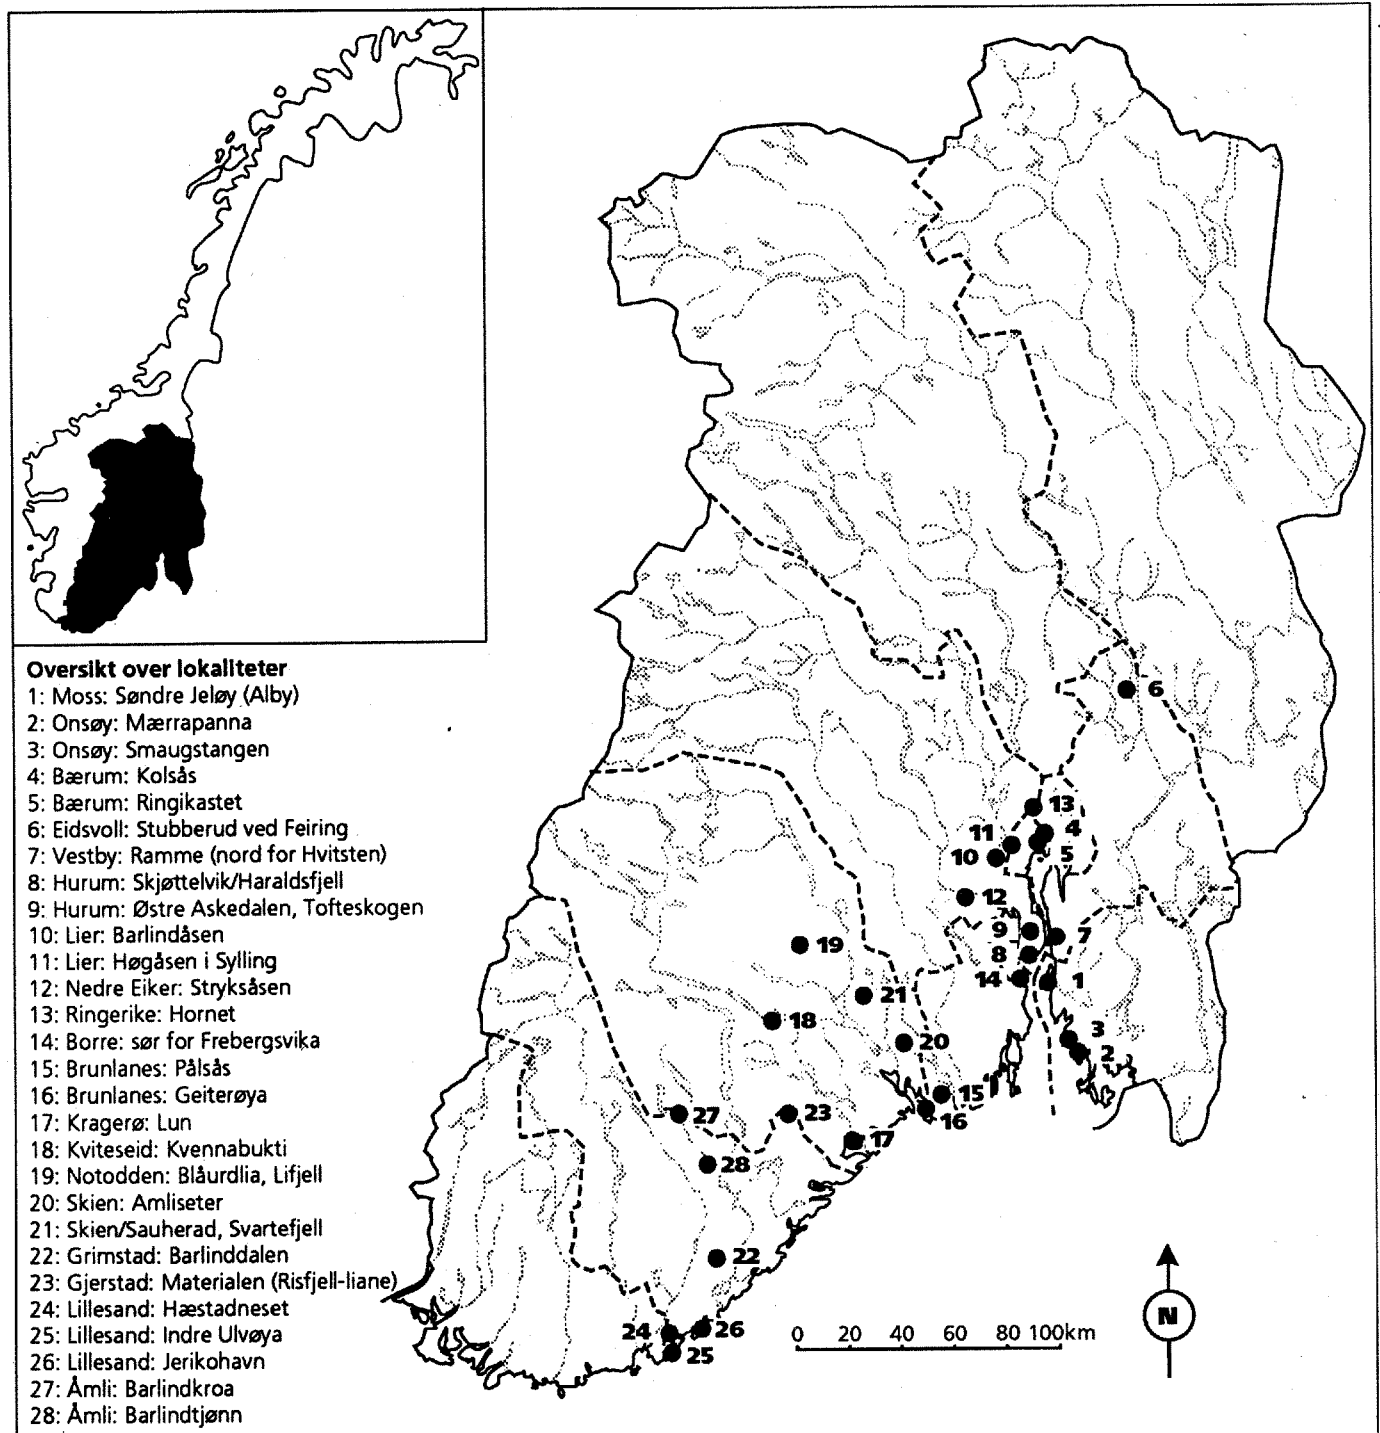 Oversikt over lokaliteter
1: Moss: Søndre Jeløy (Alby)
2: Onsøy: Mærrapanna
3: Onsøy: Smaugstangen
4: Bærum: Kolsås
5: Bærum: Ringikastet
6: Eidsvoll: Stubberud ved Feiring
7: Vestby: Ramme (nord for Hvitsten)
8: Hurum: Skjøttelvik/Haraldsfjell
9: Hurum: Østre Askedalen, Tofteskogen
10: Lier: Barlindåsen
11: Lier: Høgåsen i Sylling
12: Nedre Eiker: Stryksåsen
13: Ringerike: Hornet
14: Borre: sør for Frebergsvika
15: Brunlanes: Pålsås
16: Brunlanes: Geiterøya
17: Kragerø: Lun
18: Kviteseid: Kvennabukti
19: Notodden: Blåurdlia, Lifjell
20: Skien: Amliseter
21: Skien/Sauherad, Svartefjell
22: Grimstad: Barlinddalen
23: Gjerstad: Materialen (Risfjell-liane)
24: Lillesand: Hæstadneset
25: Lillesand: Indre Ulvøya
26: Lillesand: Jerikohavn
27: Åmli: Barlindkroa
28: Åmli: Barlindtjønn
6
13
11
4
10
5
12
9
7
19
8
14
1
21
18
3
20
2
15
27
23
16
17
28
22
24
26
25
0 20 40 60 80 100km
N